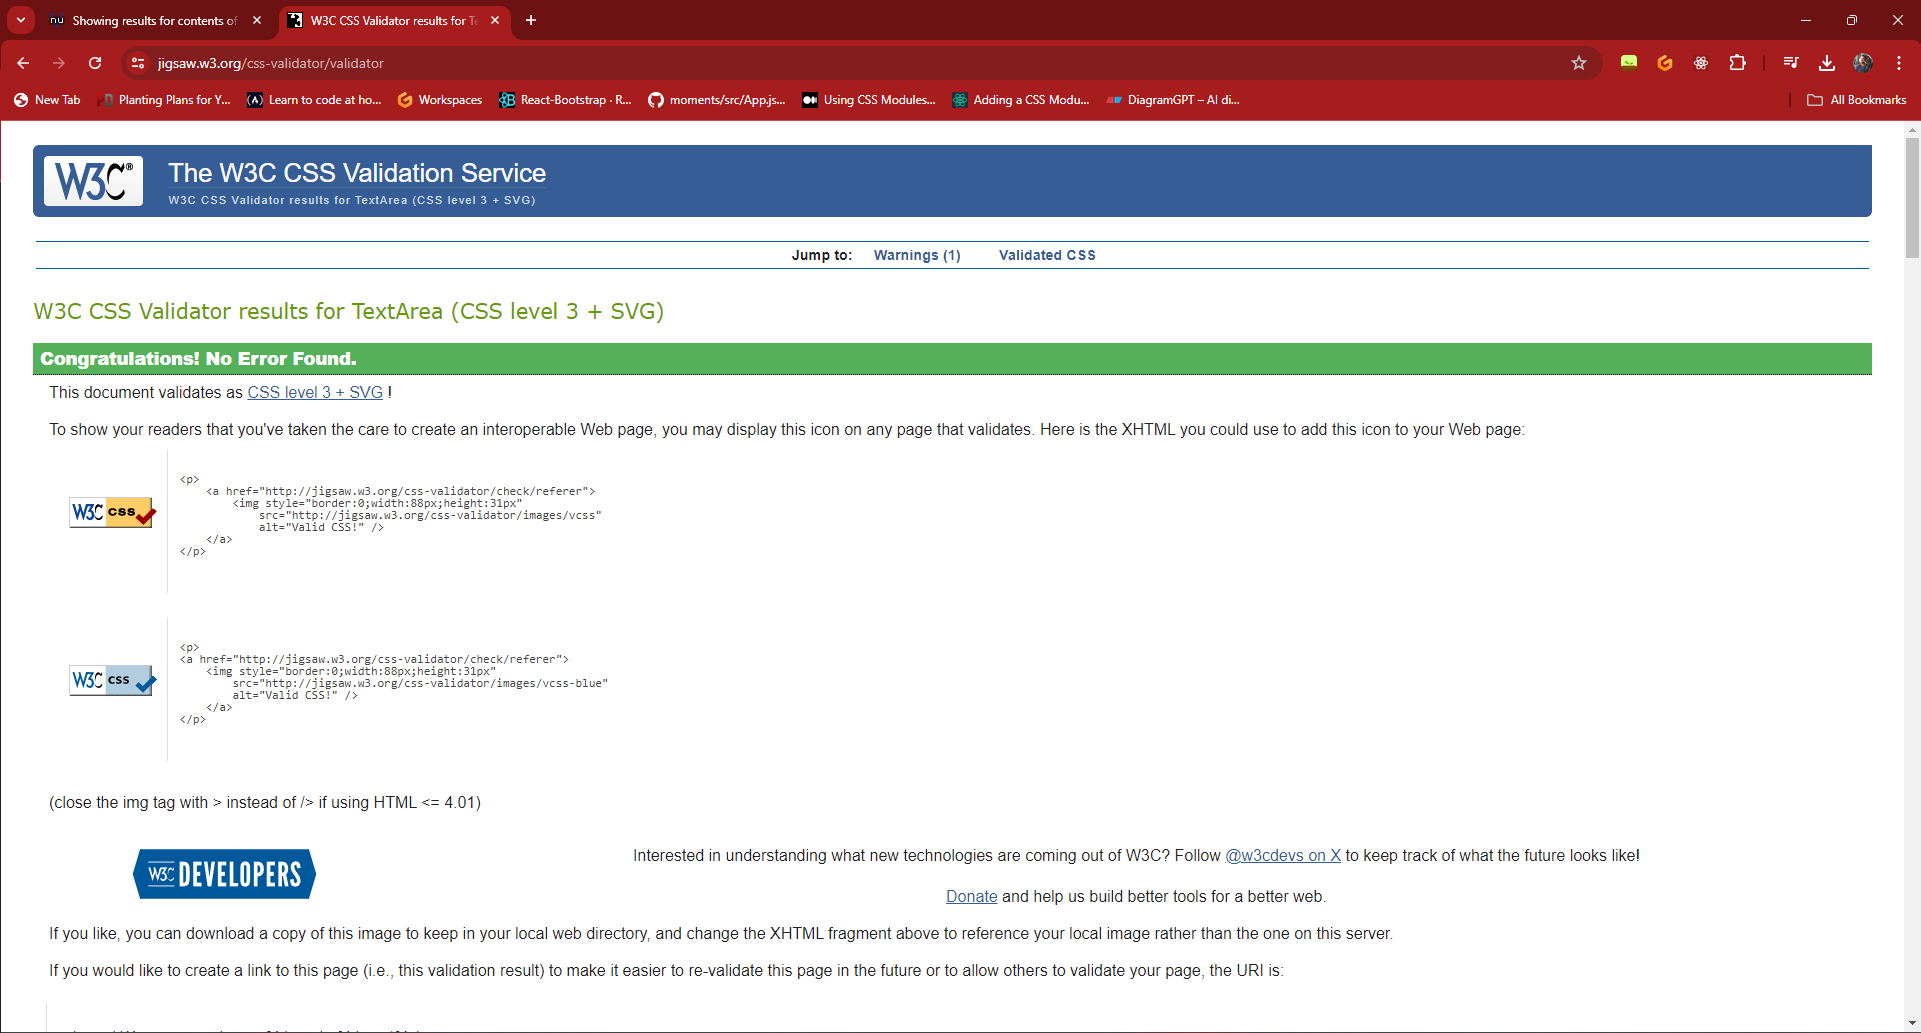 nu Showing results for contents of
W3C CSS Validator results for Te
jigsaw.w3.org/css-validator/validator
New Tab
Planting Plans for Y...
Learn to code at ho...
Workspaces
React-Bootstrap · R...
moments/src/App.js...
Using CSS Modules...
Adding a CSS Modu...
DiagramGPT – AI di...
All Bookmarks
W3C®
The W3C CSS Validation Service
W3C CSS Validator results for TextArea (CSS level 3 + SVG)
Jump to: Warnings (1) Validated CSS
W3C CSS Validator results for TextArea (CSS level 3 + SVG)
Congratulations! No Error Found.
This document validates as CSS level 3 + SVG !
To show your readers that you've taken the care to create an interoperable Web page, you may display this icon on any page that validates. Here is the XHTML you could use to add this icon to your Web page:
W3C css
<p>
<a href="http://jigsaw.w3.org/css-validator/check/referer">
<img style="border:0;width:88px;height:31px"
src="http://jigsaw.w3.org/css-validator/images/vcss"
alt="Valid CSS!" />
</a>
</p>
W3C css
<p>
<a href="http://jigsaw.w3.org/css-validator/check/referer">
<img style="border:0;width:88px;height:31px"
src="http://jigsaw.w3.org/css-validator/images/vcss-blue"
alt="Valid CSS!" />
</a>
</p>
(close the img tag with > instead of /> if using HTML <= 4.01)
W3C DEVELOPERS
Interested in understanding what new technologies are coming out of W3C? Follow @w3cdevs on X to keep track of what the future looks like!
Donate and help us build better tools for a better web.
If you like, you can download a copy of this image to keep in your local web directory, and change the XHTML fragment above to reference your local image rather than the one on this server.
If you would like to create a link to this page (i.e., this validation result) to make it easier to re-validate this page in the future or to allow others to validate your page, the URI is: